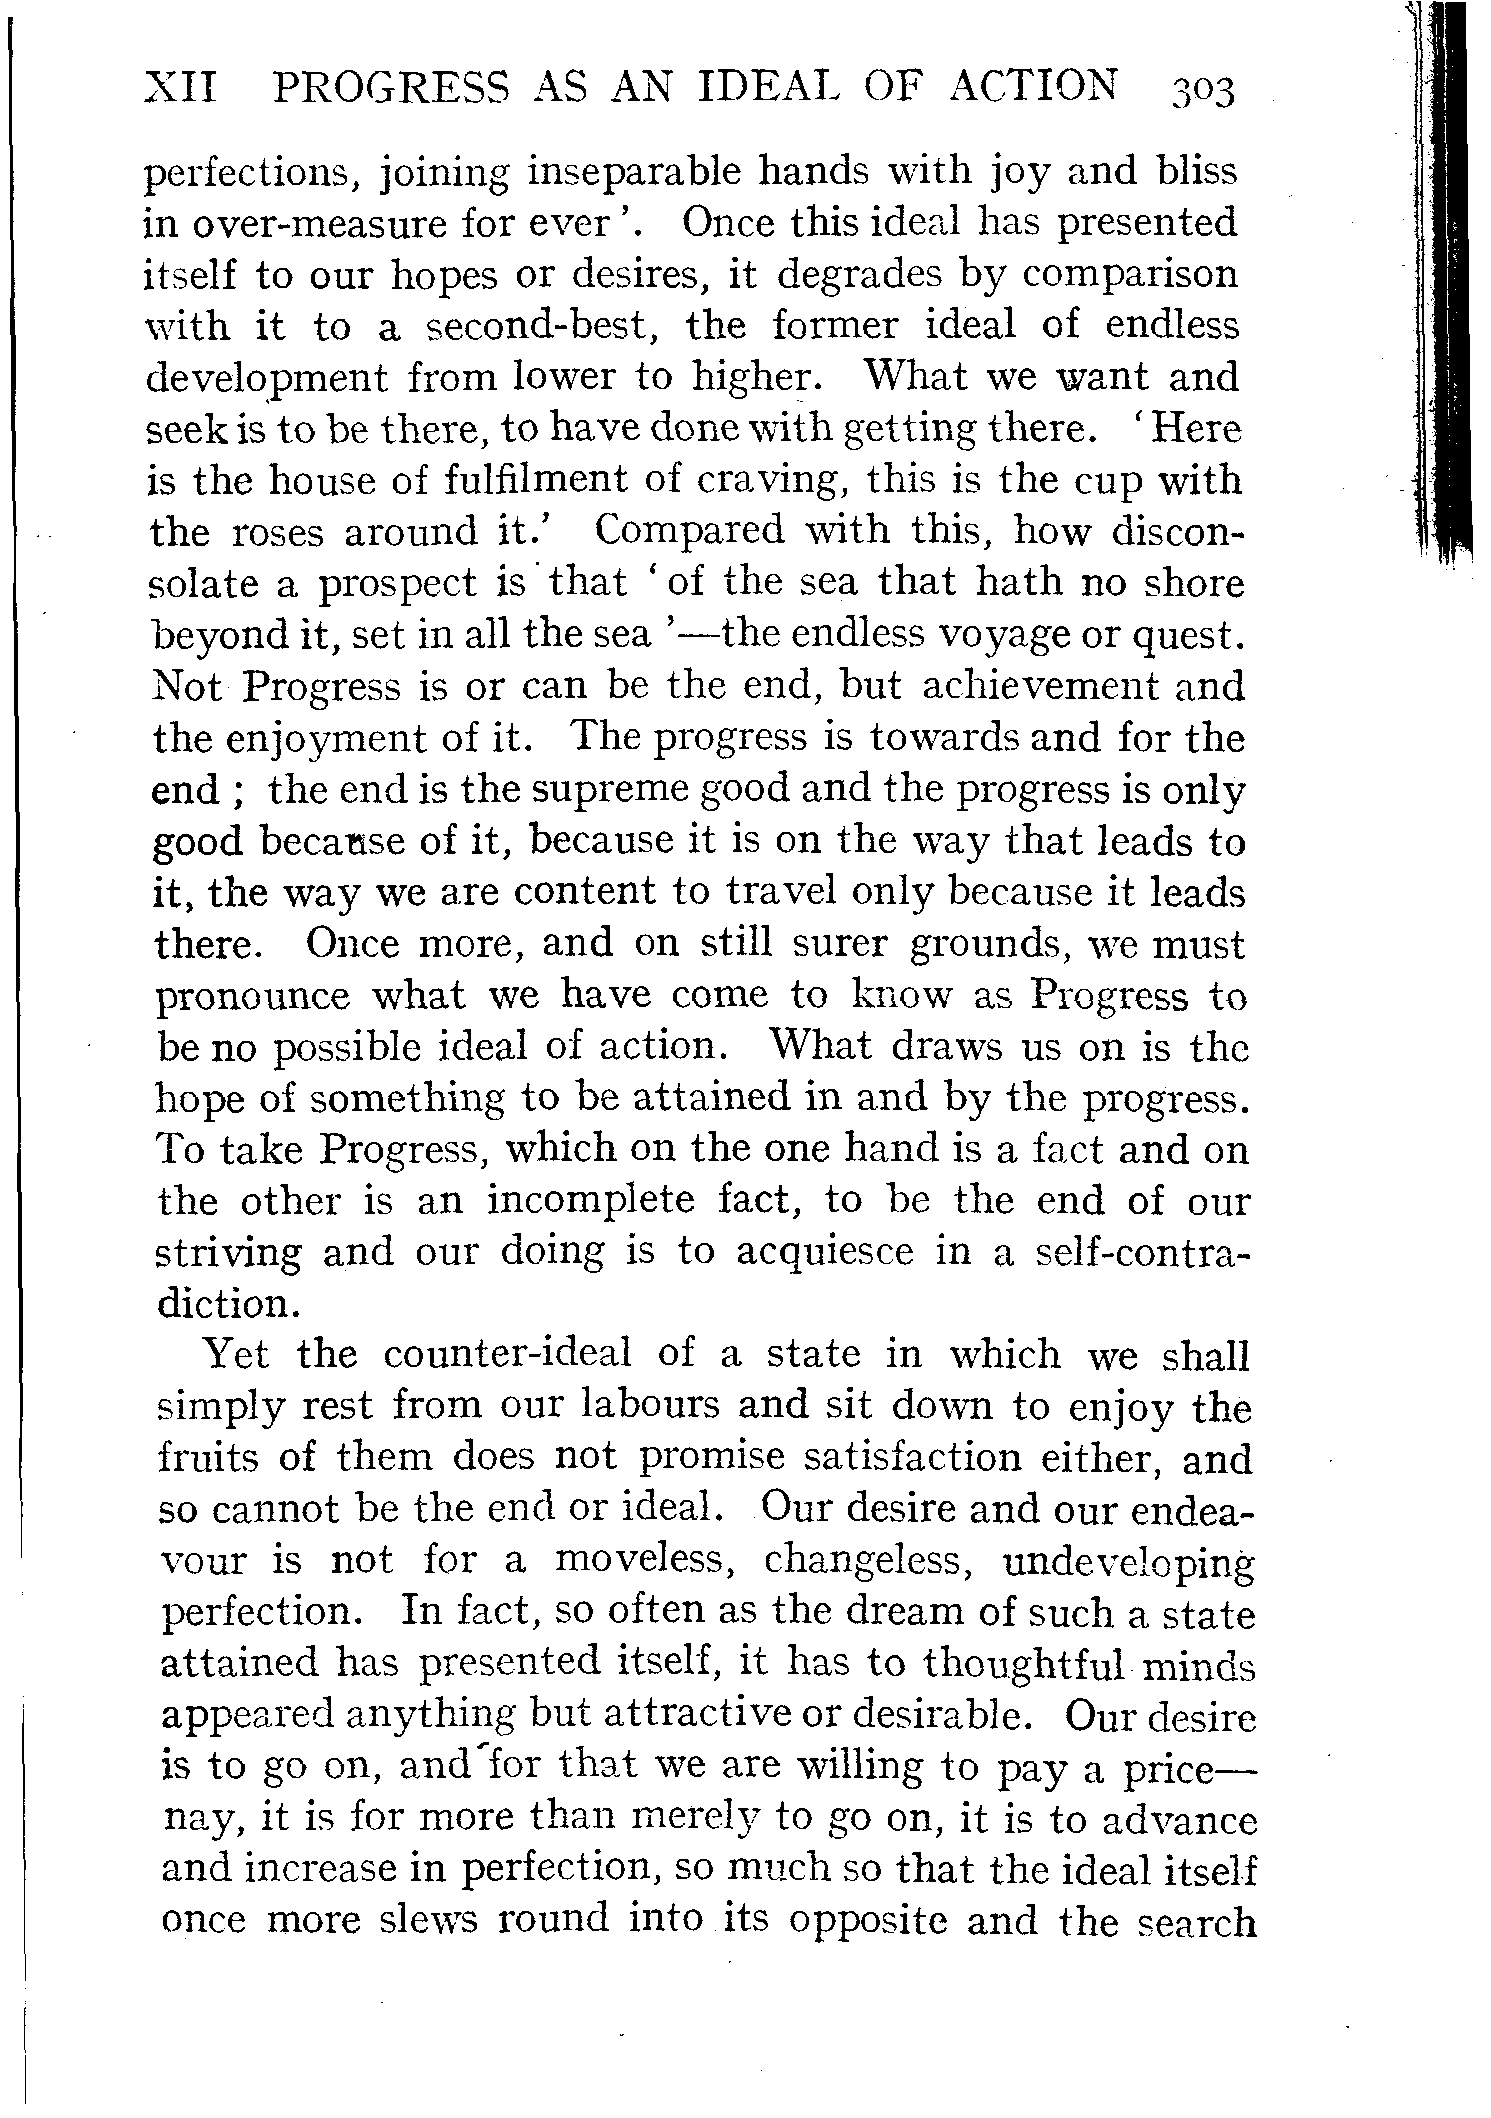 XII PROGRESS AS AN IDEAL OF ACTION 303
perfections, joining inseparable hands with joy and bliss
in over-measure for ever ’. Once this ideal has presented
itself to our hopes or desires, it degrades by comparison
with it to a second-best, the former ideal of endless
development from lower to higher. What we want and
seek is to be there, to have done with getting there. ‘ Here
is the house of fulfilment of craving, this is the cup with
the roses around it.’ Compared with this, how discon-
solate a prospect is that ‘ of the sea that hath no shore
beyond it, set in all the sea ’—the endless voyage or quest.
Not Progress is or can be the end, but achievement and
the enjoyment of it. The progress is towards and for the
end ; the end is the supreme good and the progress is only
good because of it, because it is on the way that leads to
it, the way we are content to travel only because it leads
there. Once more, and on still surer grounds, we must
pronounce what we have come to know as Progress to
be no possible ideal of action. What draws us on is the
hope of something to be attained in and by the progress.
To take Progress, which on the one hand is a fact and on
the other is an incomplete fact, to be the end of our
striving and our doing is to acquiesce in a self-contra-
diction.
Yet the counter-ideal of a state in which we shall
simply rest from our labours and sit down to enjoy the
fruits of them does not promise satisfaction either, and
so cannot be the end or ideal. Our desire and our endea-
vour is not for a moveless, changeless, undeveloping
perfection. In fact, so often as the dream of such a state
attained has presented itself, it has to thoughtful minds
appeared anything but attractive or desirable. Our desire
is to go on, and for that we are willing to pay a price—
nay, it is for more than merely to go on, it is to advance
and increase in perfection, so much so that the ideal itself
once more slews round into its opposite and the search